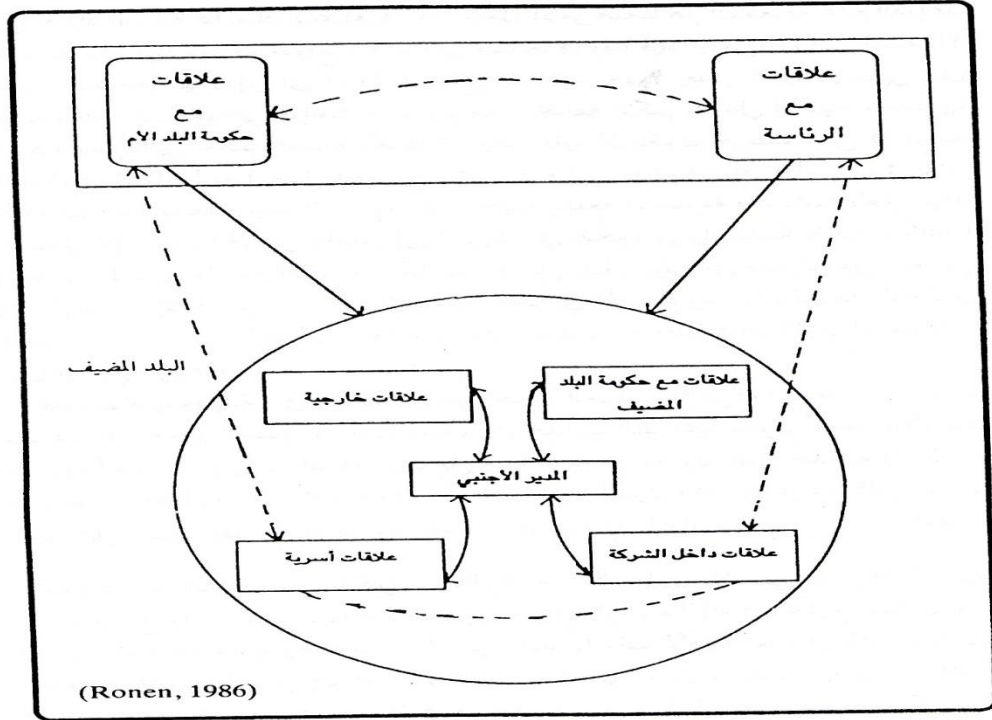 علاقات
مع
الرئاسة
علاقات
مع
حكومة البلد الأم
البلد المضيف
علاقات مع حكومة البلد
المضيف
علاقات خارجية
المدير الأجنبي
علاقات داخل الشركة
علاقات أسرية
(Ronen, 1986)